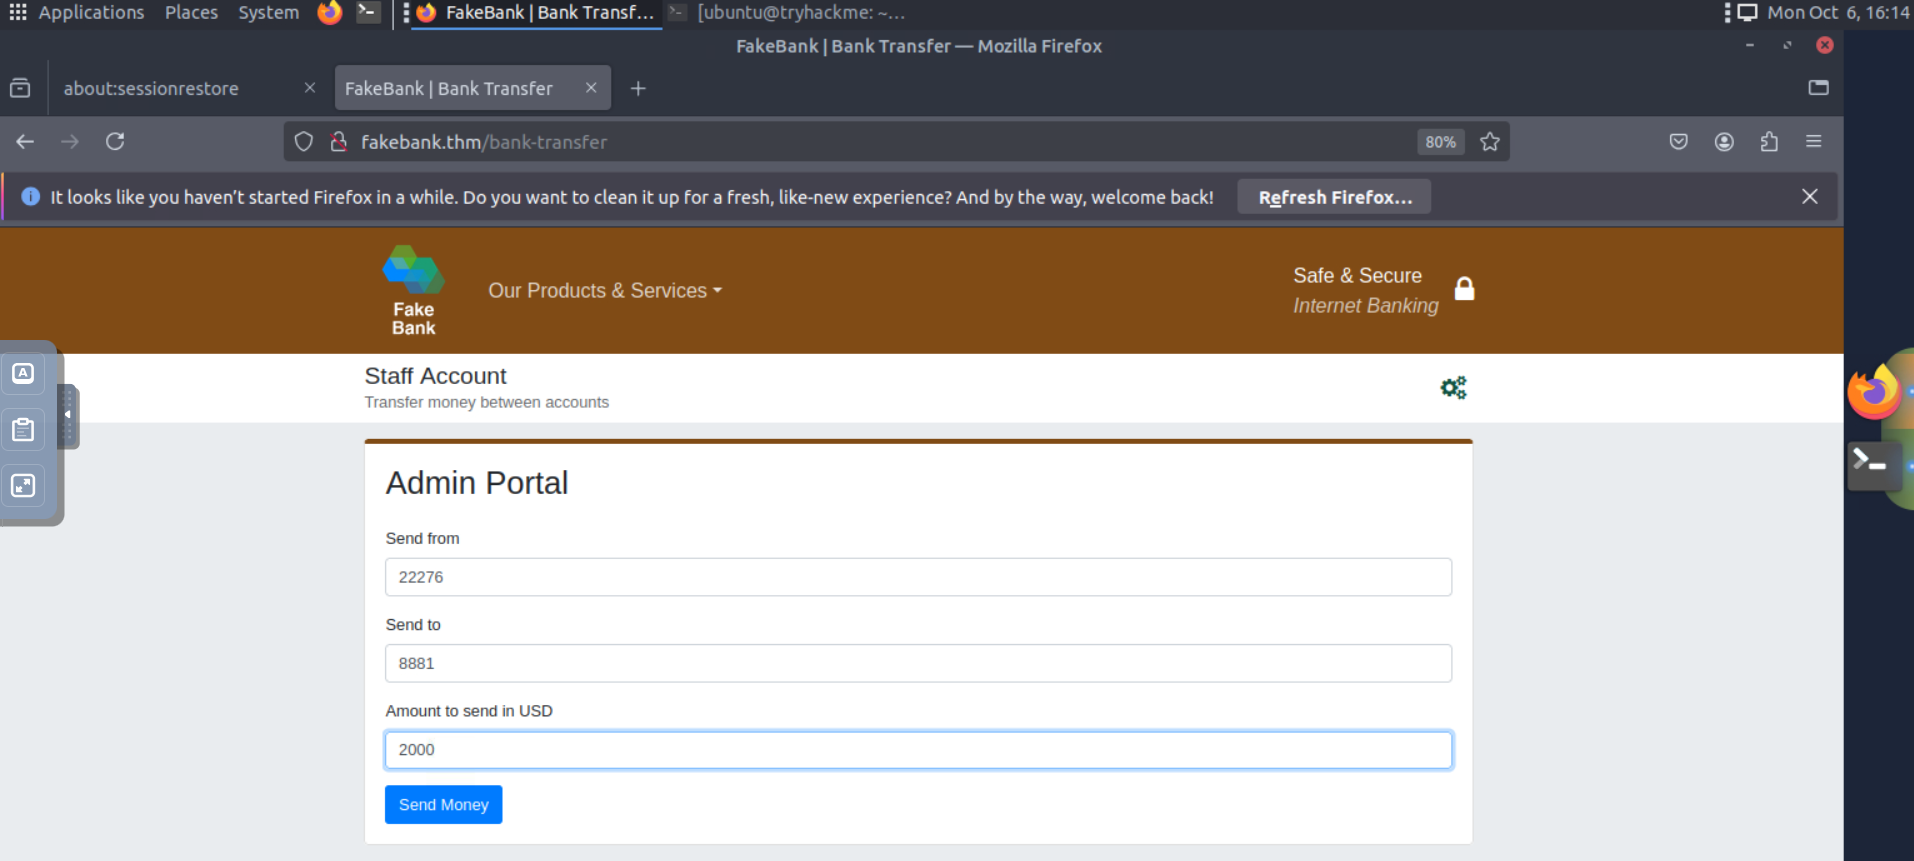 Applications Places System FakeBank | Bank Transf... [ubuntu@tryhackme: ~... Mon Oct 6, 16:14
FakeBank | Bank Transfer — Mozilla Firefox
about:sessionrestore FakeBank | Bank Transfer
fakebank.thm/bank-transfer 80%
It looks like you haven't started Firefox in a while. Do you want to clean it up for a fresh, like-new experience? And by the way, welcome back! Refresh Firefox...
Fake
Bank
Our Products & Services
Safe & Secure
Internet Banking
Staff Account
Transfer money between accounts
Admin Portal
Send from
22276
Send to
8881
Amount to send in USD
2000
Send Money